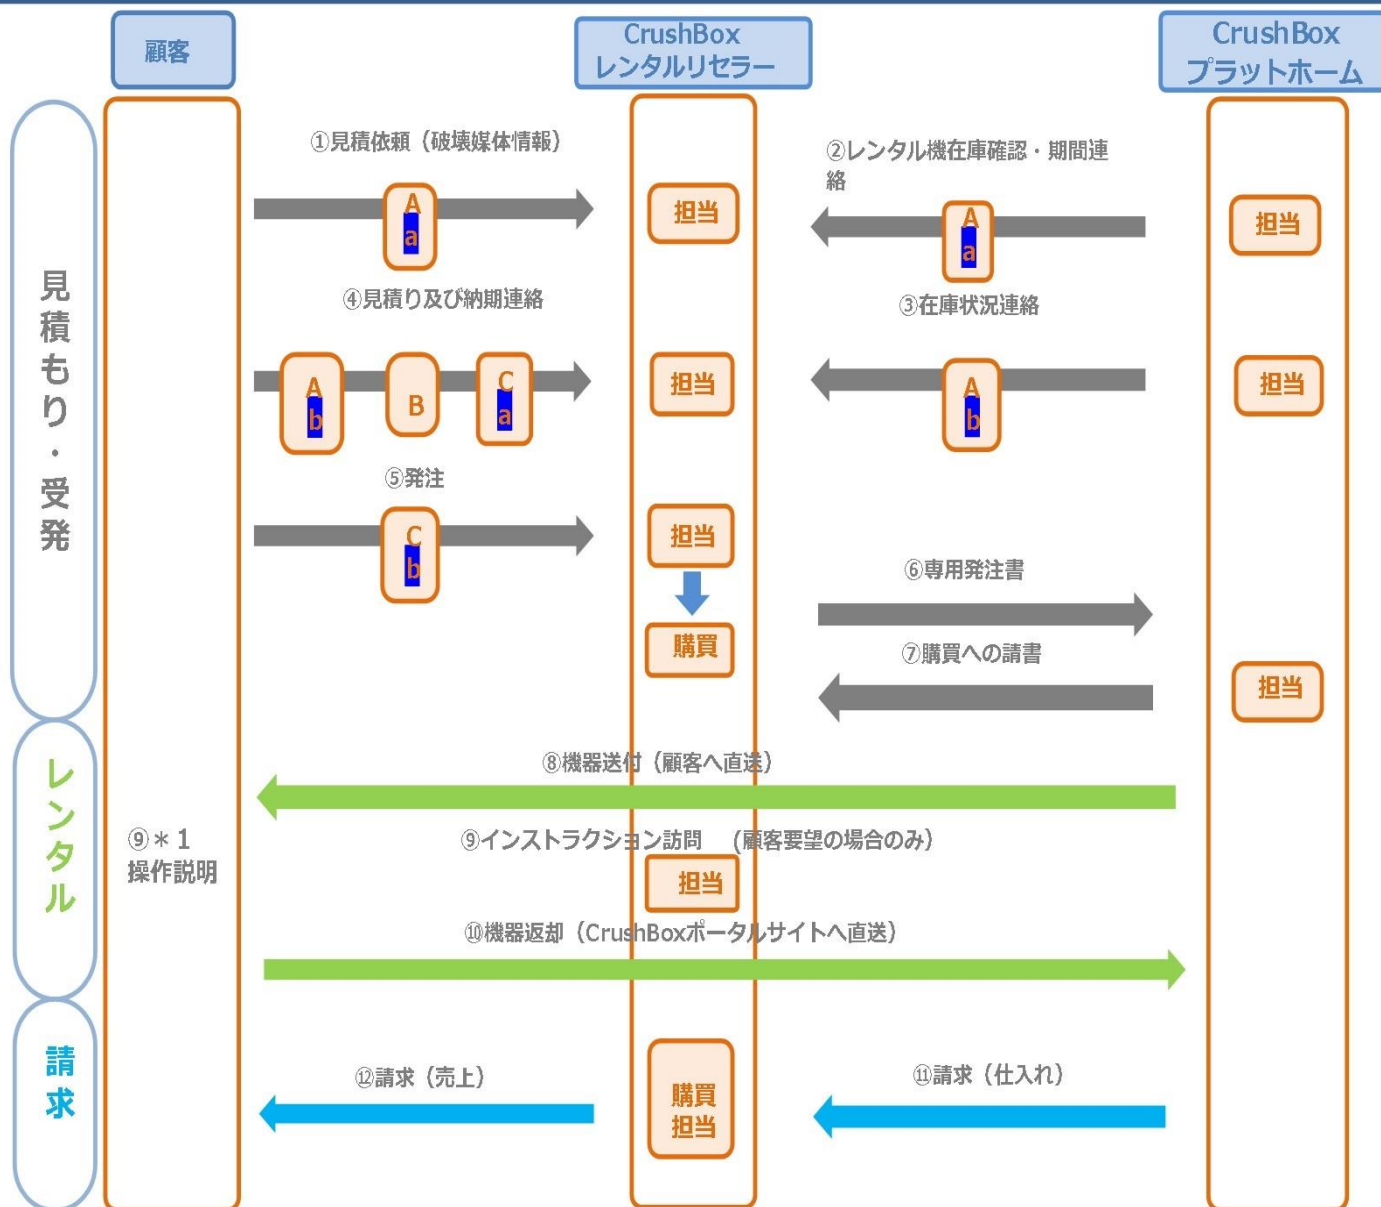 顧客
CrushBox
レンタルリセラー
CrushBox
プラットホーム
見積もり・受発
①見積依頼（破壊媒体情報）
②レンタル機在庫確認・期間連
絡
A
a
担当
A
a
担当
④見積り及び納期連絡
③在庫状況連絡
A
b
B
C
a
担当
A
b
担当
⑤発注
C
b
担当
⑥専用発注書
購買
⑦購買への請書
担当
レンタル
⑧機器送付（顧客へ直送）
⑨＊１
操作説明
⑨インストラクション訪問　(顧客要望の場合のみ）
担当
⑩機器返却（CrushBoxポータルサイトへ直送）
請求
⑫請求（売上）
購買
担当
⑪請求（仕入れ）